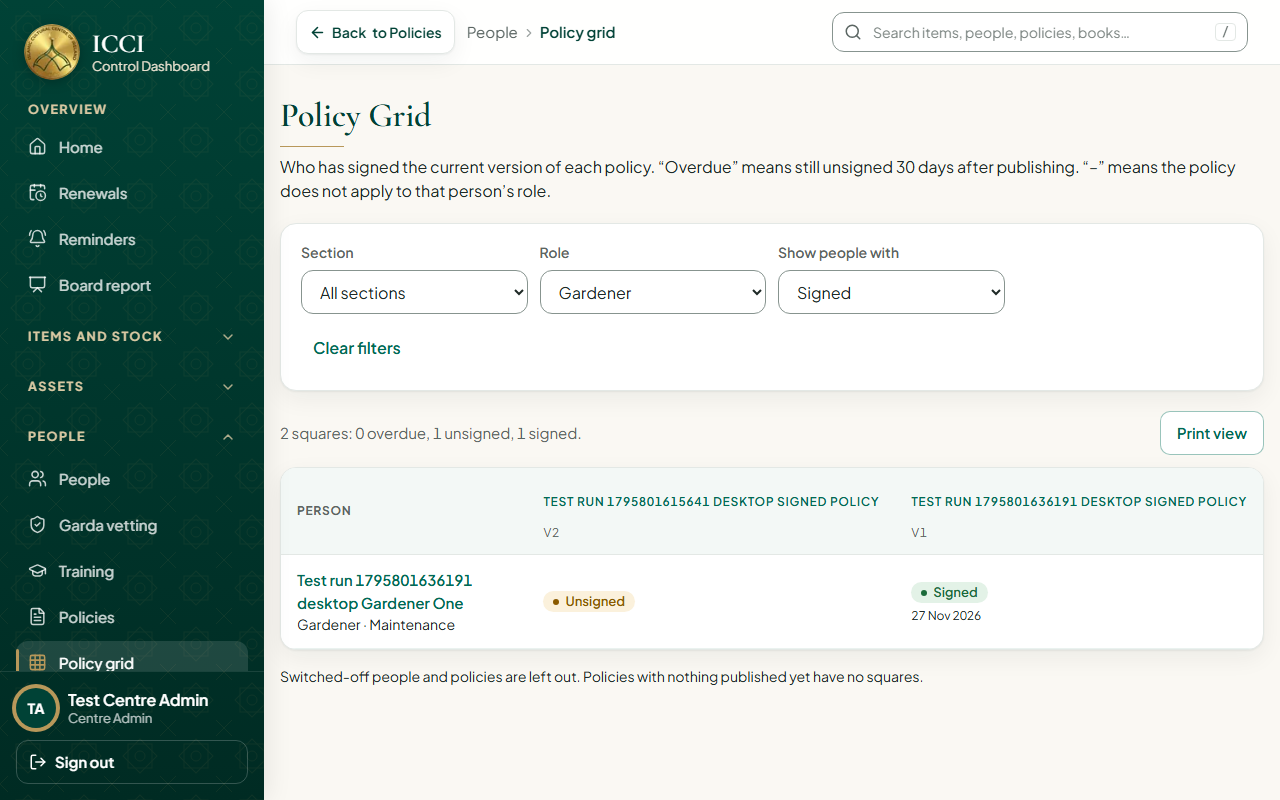 ICCI
Control Dashboard
OVERVIEW
Home
Renewals
Reminders
Board report
ITEMS AND STOCK
ASSETS
PEOPLE
People
Garda vetting
Training
Policies
Policy grid
TA
Test Centre Admin
Centre Admin
Sign out
Back to Policies
People
Policy grid
Search items, people, policies, books…
/
Policy Grid
Who has signed the current version of each policy. “Overdue” means still unsigned 30 days after publishing. “–” means the policy
does not apply to that person’s role.
Section
Role
Show people with
All sections
Gardener
Signed
Clear filters
2 squares: 0 overdue, 1 unsigned, 1 signed.
Print view
PERSON
TEST RUN 1795801615641 DESKTOP SIGNED POLICY
V2
TEST RUN 1795801636191 DESKTOP SIGNED POLICY
V1
Test run 1795801636191
desktop Gardener One
Gardener · Maintenance
Unsigned
Signed
27 Nov 2026
Switched-off people and policies are left out. Policies with nothing published yet have no squares.